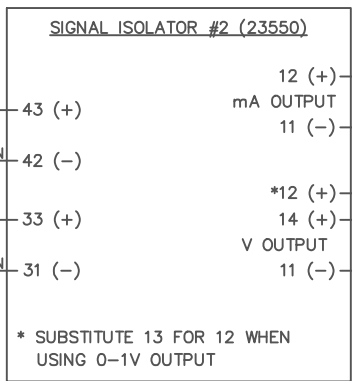 SIGNAL ISOLATOR #2 (23550)
12 (+)
mA OUTPUT
11 (-)
43 (+)
42 (-)
*12 (+)
14 (+)
V OUTPUT
11 (-)
33 (+)
31 (-)
* SUBSTITUTE 13 FOR 12 WHEN
USING 0-1V OUTPUT